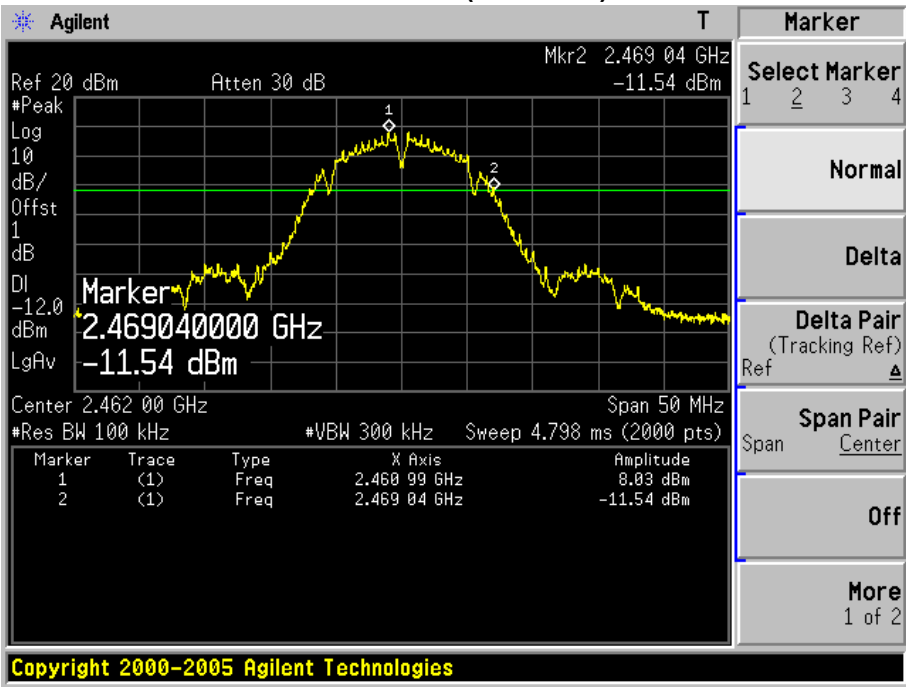 Agilent T Marker
Mkr2 2.469 04 GHz
Ref 20 dBm Atten 30 dB -11.54 dBm
#Peak
Log
10
dB/
Offst
1
dB
DI
-12.0
dBm
LgAv
1
2
Marker
2.469040000 GHz
-11.54 dBm
Center 2.462 00 GHz Span 50 MHz
#Res BW 100 kHz #VBW 300 kHz Sweep 4.798 ms (2000 pts)
Marker Trace Type X Axis Amplitude
1 (1) Freq 2.460 99 GHz 8.03 dBm
2 (1) Freq 2.469 04 GHz -11.54 dBm
Select Marker
1 2 3 4
Normal
Delta
Delta Pair
(Tracking Ref)
Ref Δ
Span Pair
Span Center
Off
More
1 of 2
Copyright 2000-2005 Agilent Technologies